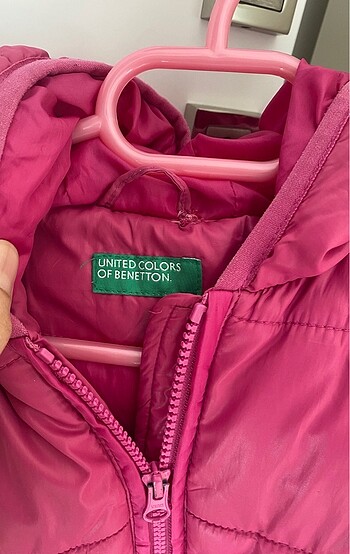 UNITED COLORS
OF BENETTON.